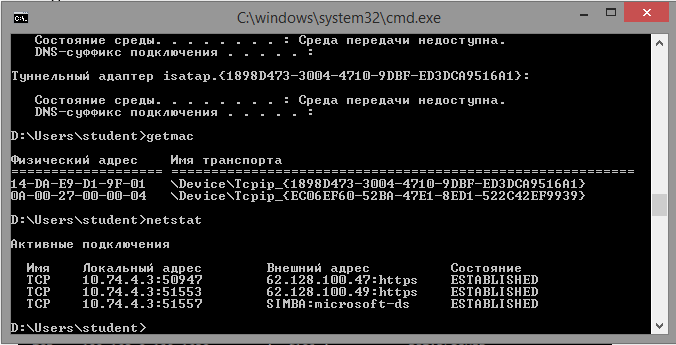 C:\windows\system32\cmd.exe
Состояние среды. . . . . . . . : Среда передачи недоступна.
DNS-суффикс подключения . . . . . :
Туннельный адаптер isatap.{1898D473-3004-4710-9DBF-ED3DCA9516A1}:
Состояние среды. . . . . . . . : Среда передачи недоступна.
DNS-суффикс подключения . . . . . :
D:\Users\student>getmac
Физический адрес    Имя транспорта
=================== ==========================================================
14-DA-E9-D1-9F-01   \Device\Tcpip_{1898D473-3004-4710-9DBF-ED3DCA9516A1}
0A-00-27-00-00-04   \Device\Tcpip_{EC06EF60-52BA-47E1-8ED1-522C42EF9939}
D:\Users\student>netstat
Активные подключения
Имя    Локальный адрес        Внешний адрес          Состояние
TCP    10.74.4.3:50947        62.128.100.47:https    ESTABLISHED
TCP    10.74.4.3:51553        62.128.100.49:https    ESTABLISHED
TCP    10.74.4.3:51557        SIMBA:microsoft-ds     ESTABLISHED
D:\Users\student>